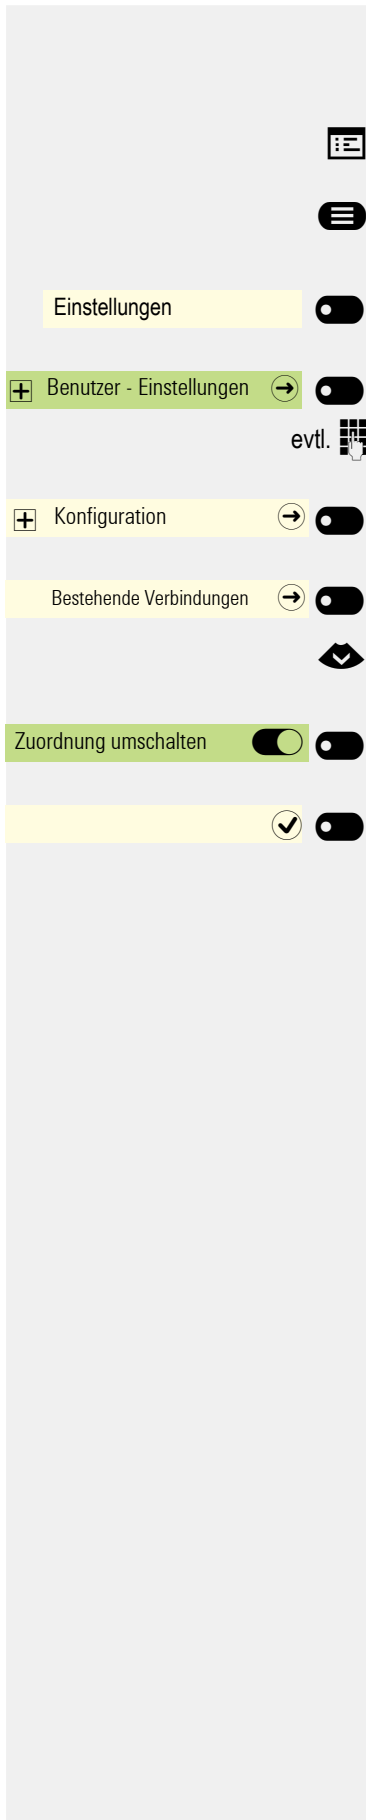 Einstellungen
Benutzer - Einstellungen
evtl.
Konfiguration
Bestehende Verbindungen
Zuordnung umschalten